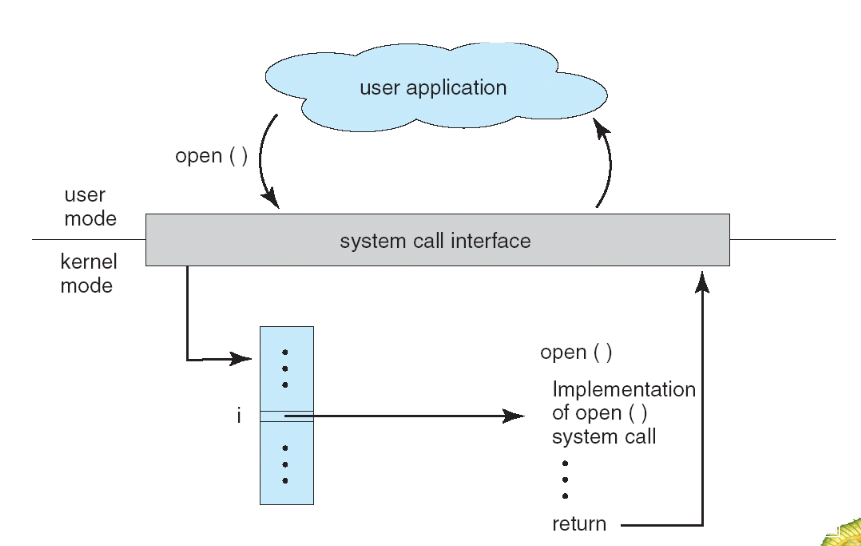 user application
open ( )
user
mode
system call interface
kernel
mode
open ( )
Implementation
of open ( )
system call
i
return